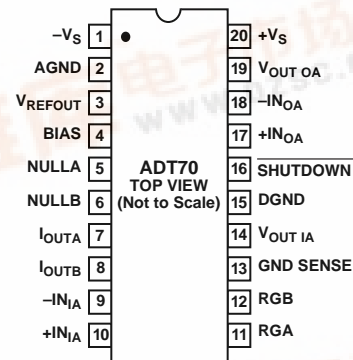 –VS 1
AGND 2
VREFOUT 3
BIAS 4
NULLA 5
NULLB 6
IOUTA 7
IOUTB 8
–INIA 9
+INIA 10
ADT70
TOP VIEW
(Not to Scale)
20 +VS
19 VOUT OA
18 –INOA
17 +INOA
16 SHUTDOWN
15 DGND
14 VOUT IA
13 GND SENSE
12 RGB
11 RGA